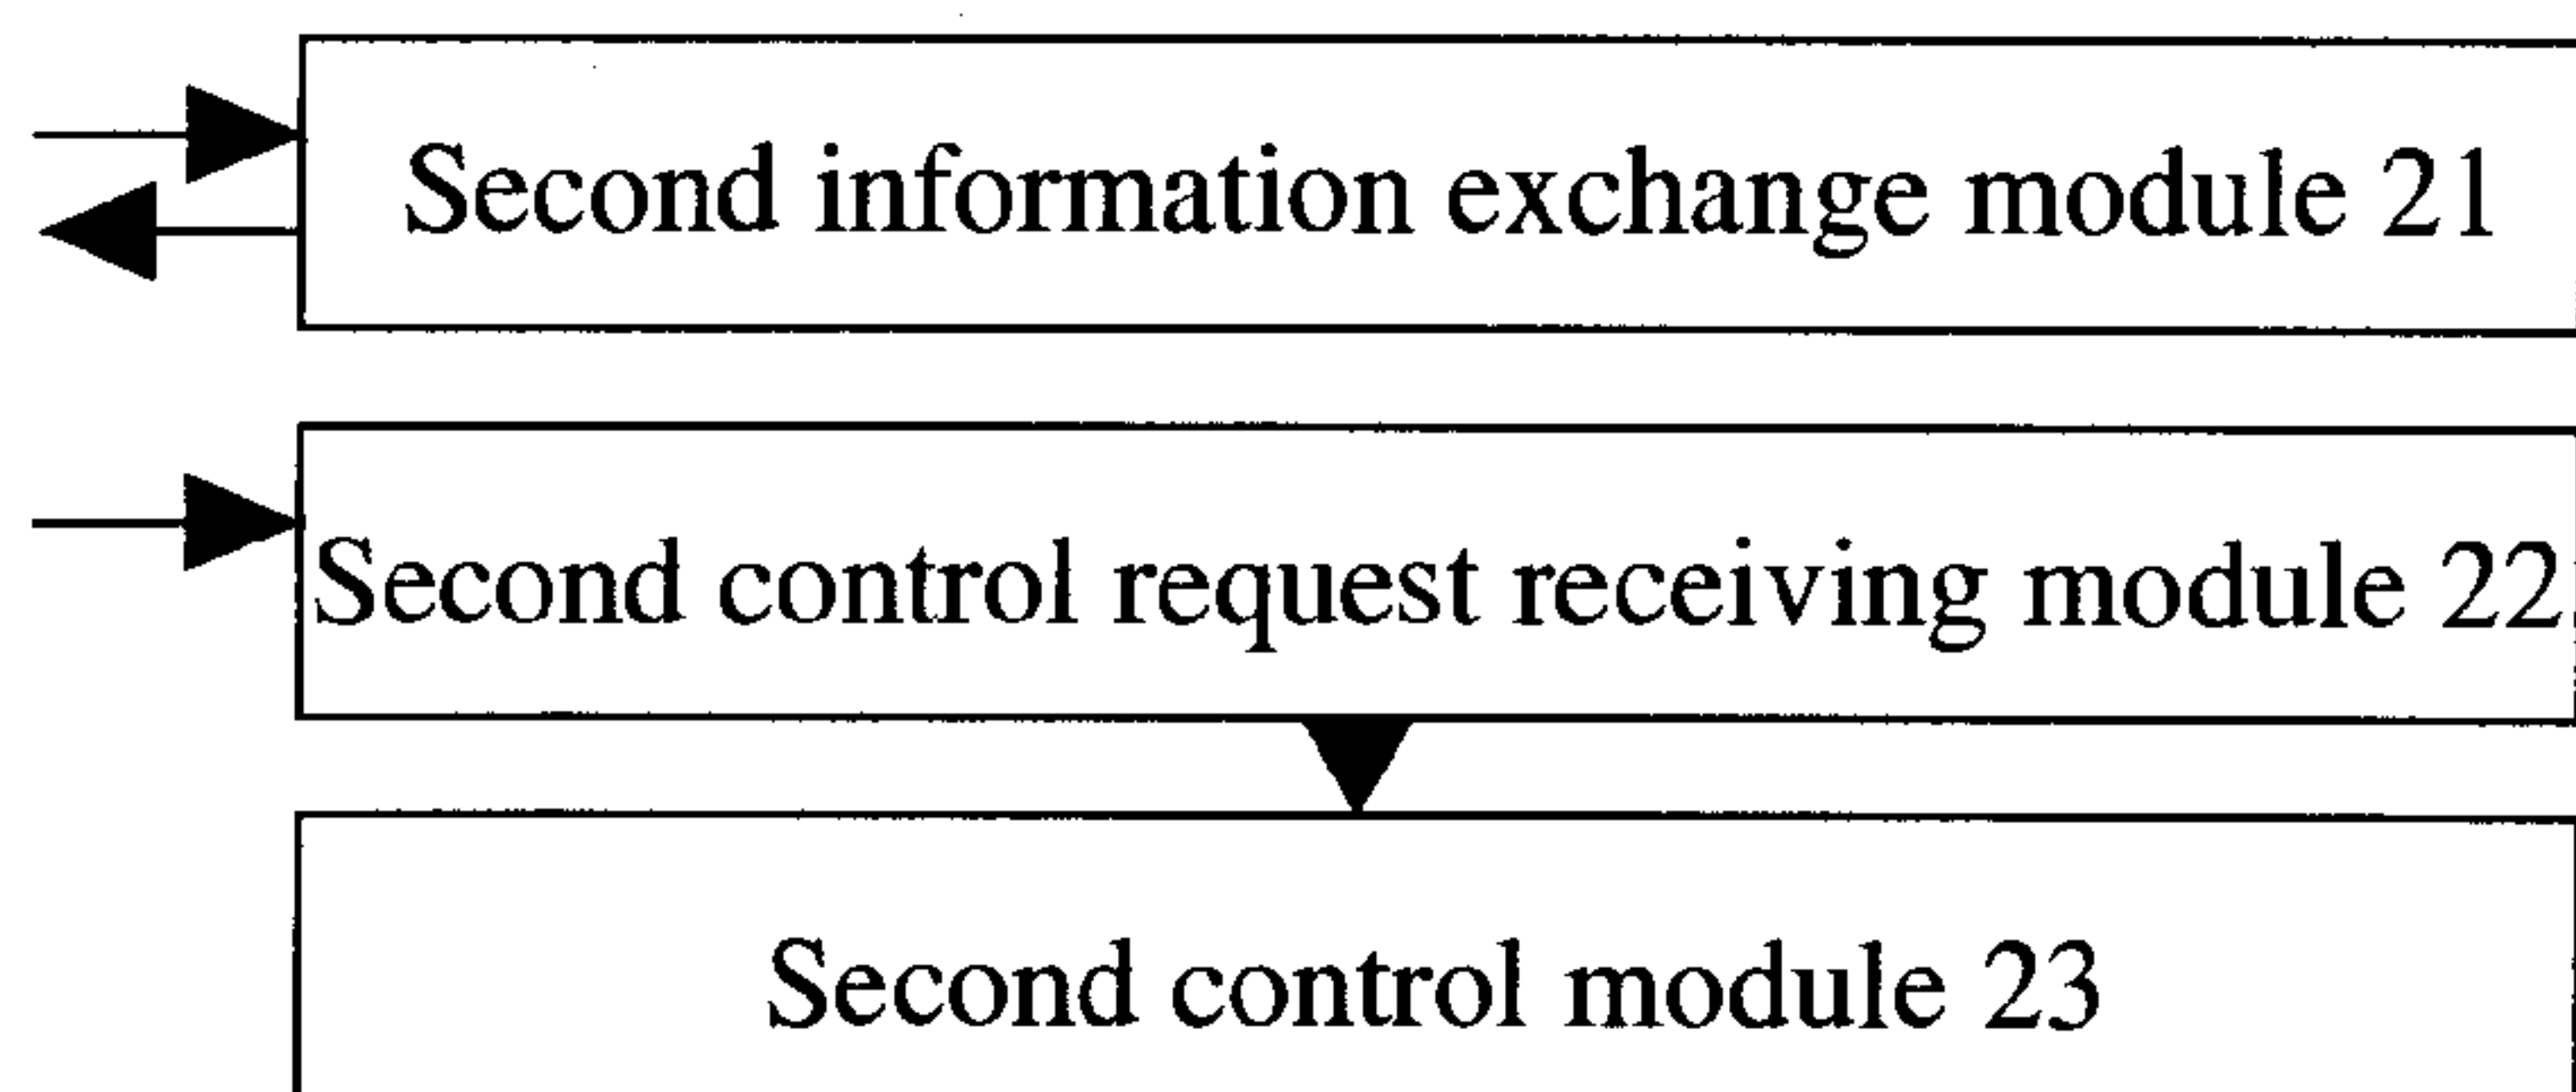 Second information exchange module 21
Second control request receiving module 22
Second control module 23